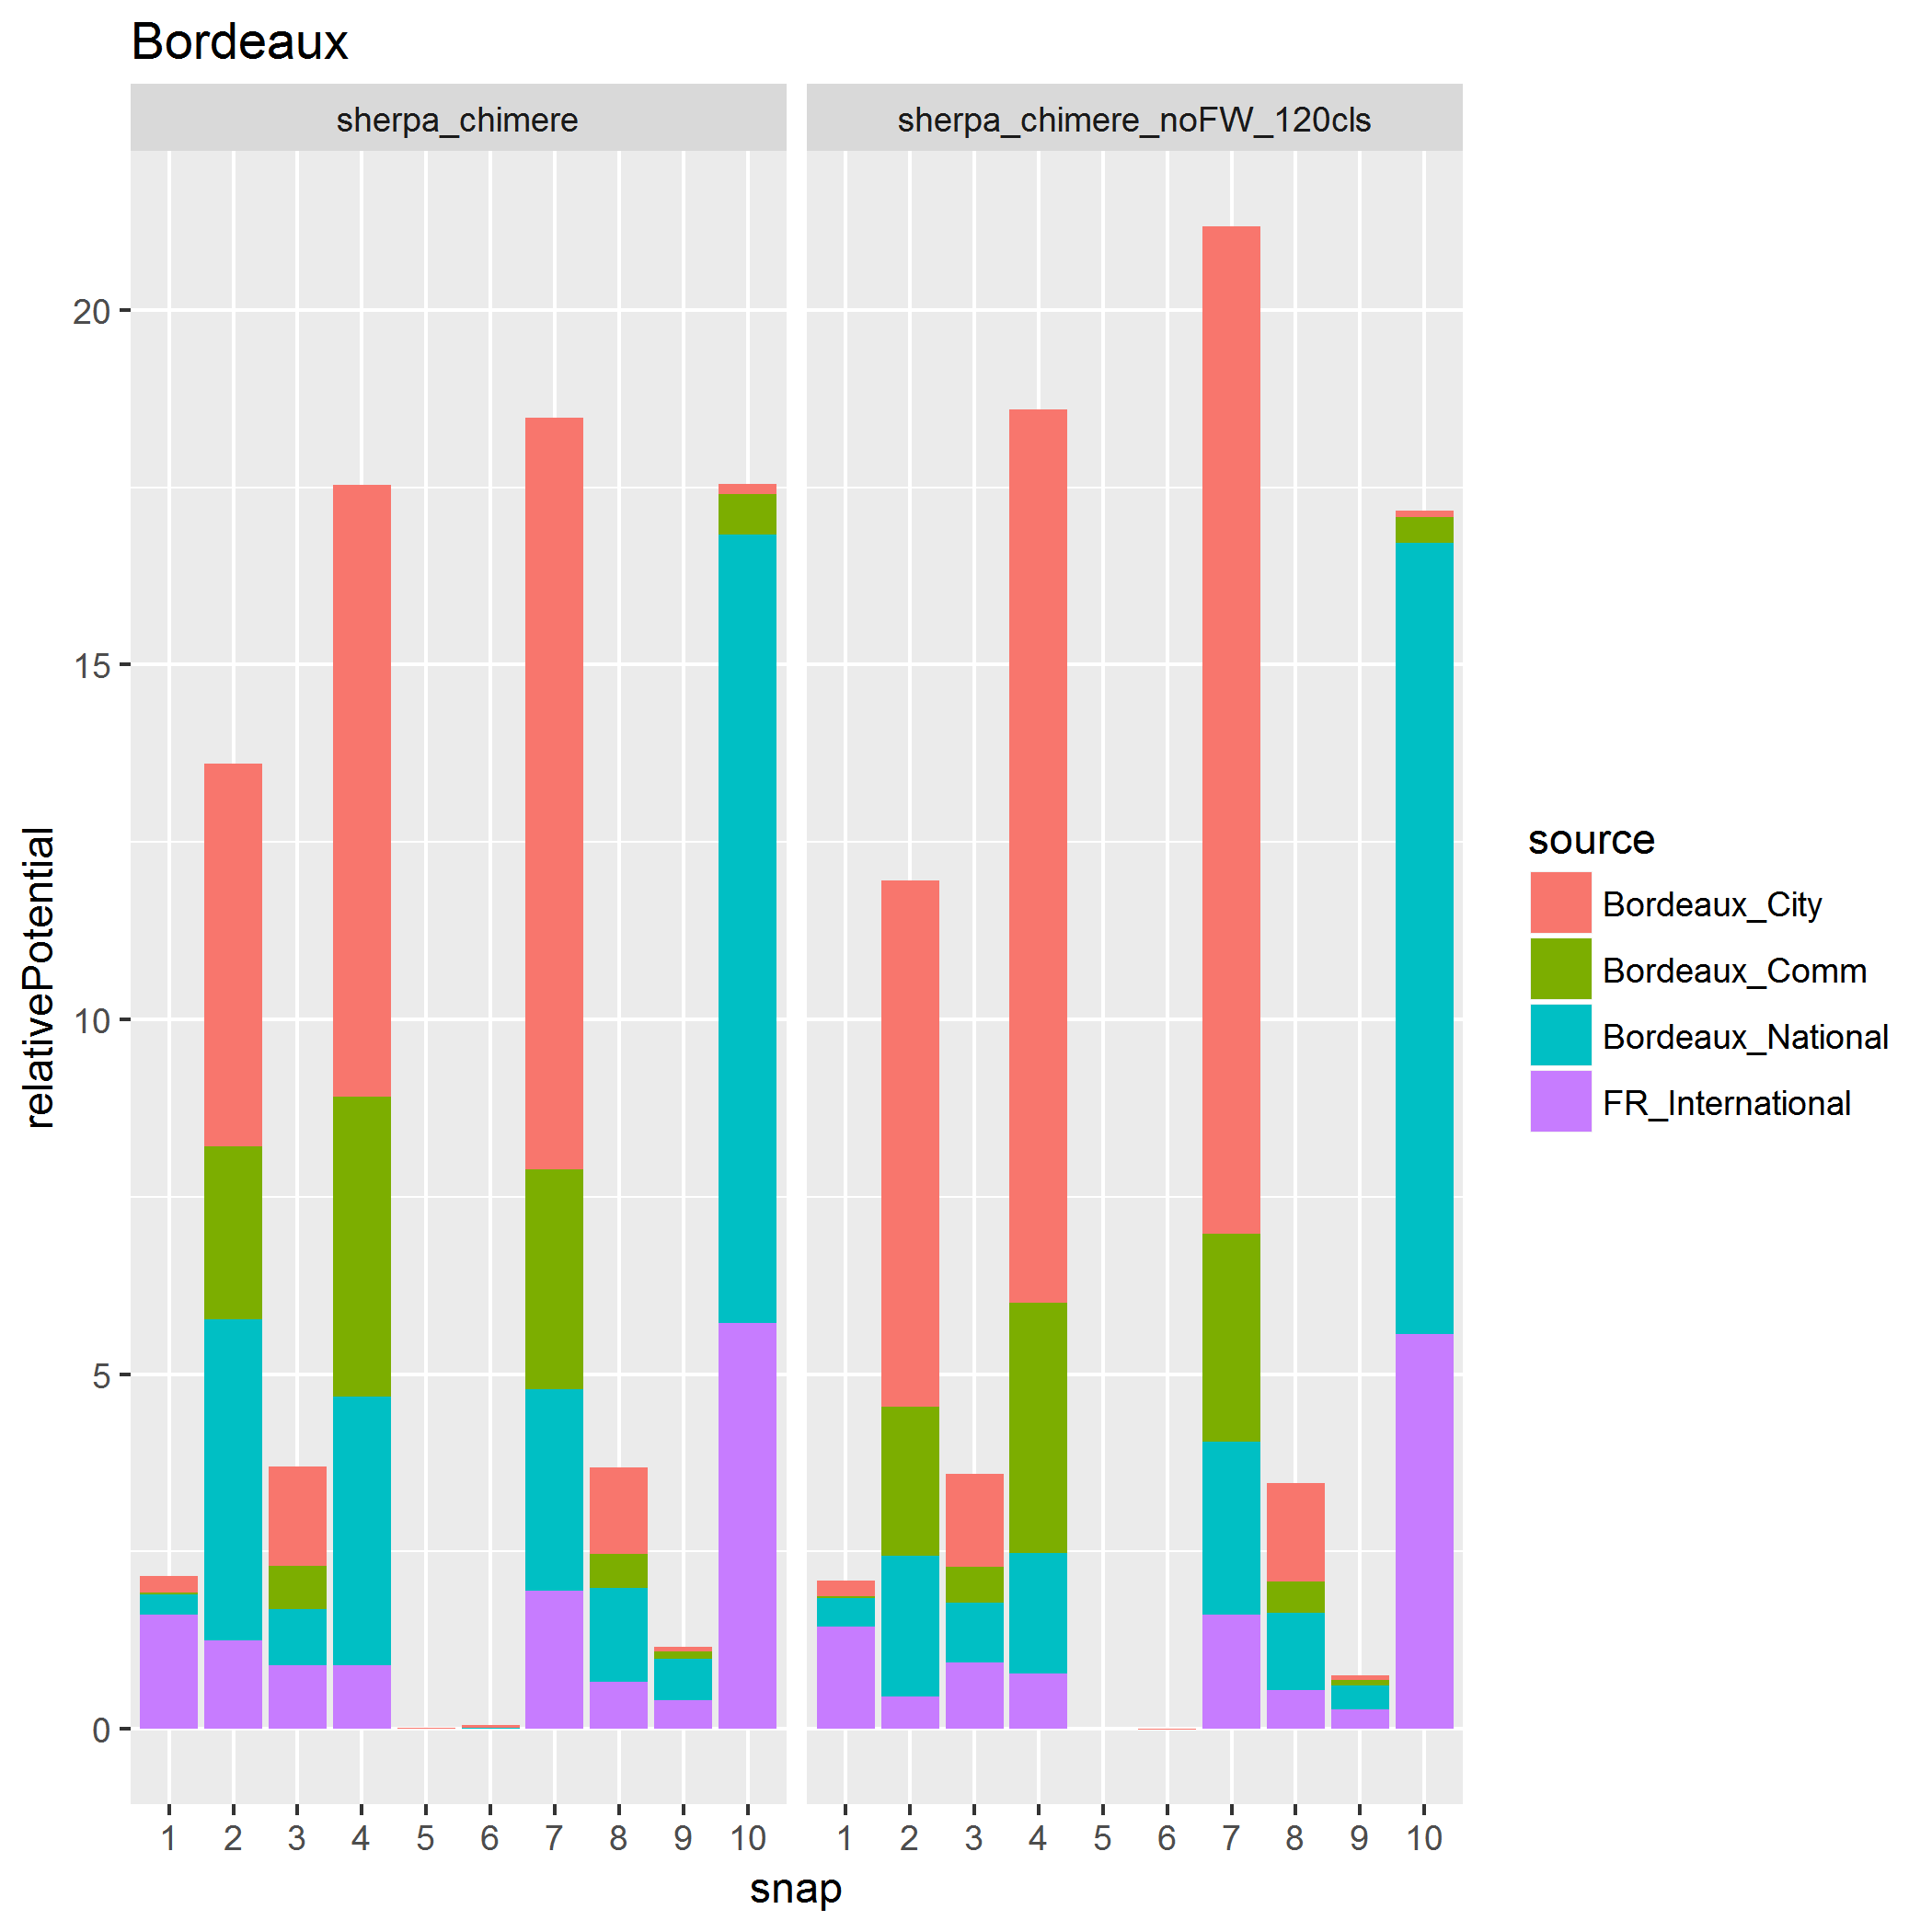 Bordeaux
sherpa_chimere
sherpa_chimere_noFW_120cls
20
15
10
5
0
relativePotential
1 2 3 4 5 6 7 8 9 10
1 2 3 4 5 6 7 8 9 10
snap
source
Bordeaux_City
Bordeaux_Comm
Bordeaux_National
FR_International